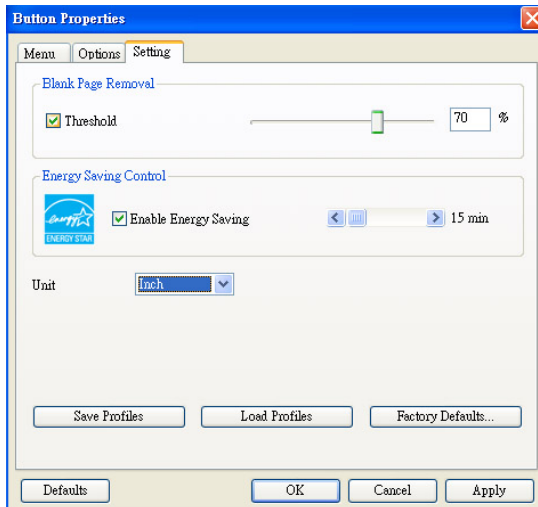 Button Properties
Menu Options Setting
Blank Page Removal
Threshold 70 %
Energy Saving Control
energy
ENERGY STAR
Enable Energy Saving 15 min
Unit Inch
Save Profiles Load Profiles Factory Defaults...
Defaults OK Cancel Apply